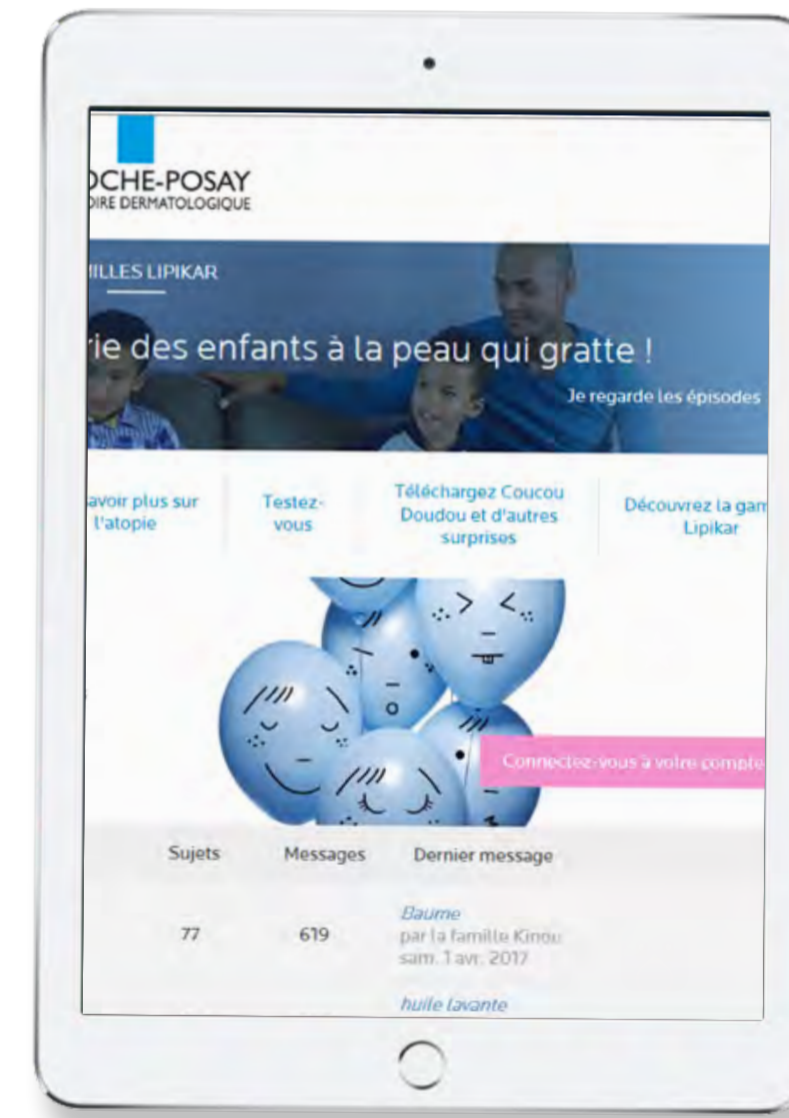 OCHE-POSAY
OIRE DERMATOLOGIQUE
ILLES LIPIKAR
rie des enfants à la peau qui gratte !
Je regarde les épisodes
avoir plus sur
l'atopie
Testez-
vous
Téléchargez Coucou
Doudou et d'autres
surprises
Découvrez la gam
Lipikar
Connectez-vous à votre compte
Sujets Messages Dernier message
77 619 Baume
par la famille Kinou
sam. 1 avr. 2017
huile lavante